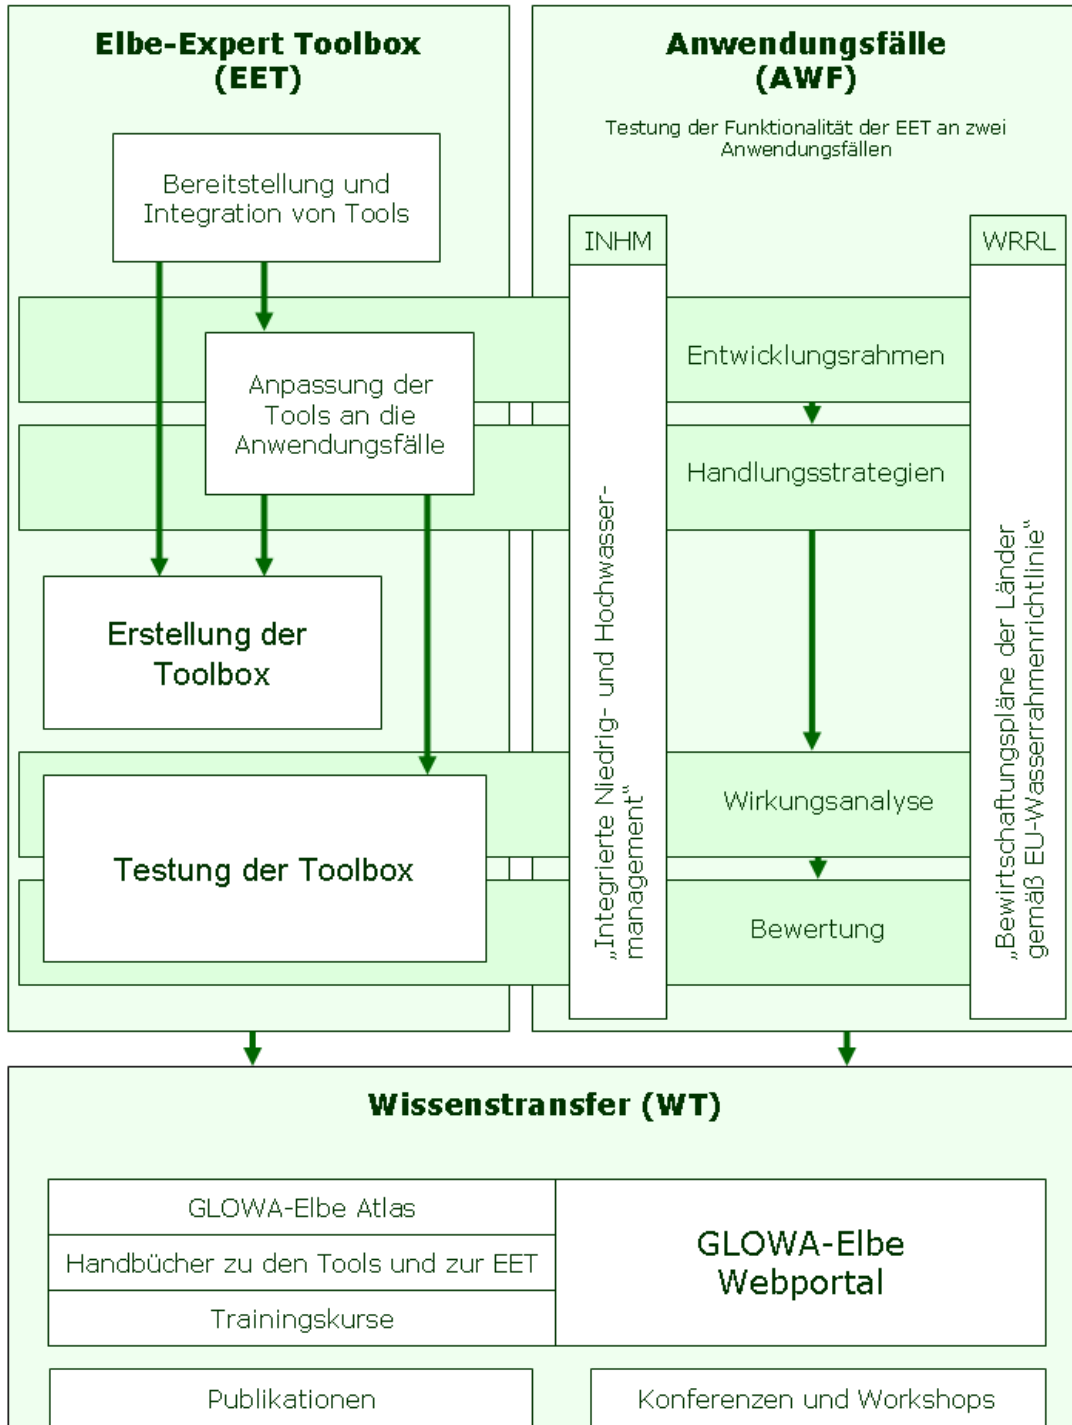 Elbe-Expert Toolbox
(EET)
Bereitstellung und
Integration von Tools
Anpassung der
Tools an die
Anwendungsfälle
Erstellung der
Toolbox
Testung der Toolbox
Anwendungsfälle
(AWF)
Testung der Funktionalität der EET an zwei
Anwendungsfällen
INHM
„Integrierte Niedrig- und Hochwasser-
management“
Entwicklungsrahmen
Handlungsstrategien
Wirkungsanalyse
Bewertung
WRRL
„Bewirtschaftungspläne der Länder
gemäß EU-Wasserrahmenrichtlinie“
Wissenstransfer (WT)
GLOWA-Elbe Atlas
Handbücher zu den Tools und zur EET
Trainingskurse
GLOWA-Elbe
Webportal
Publikationen
Konferenzen und Workshops